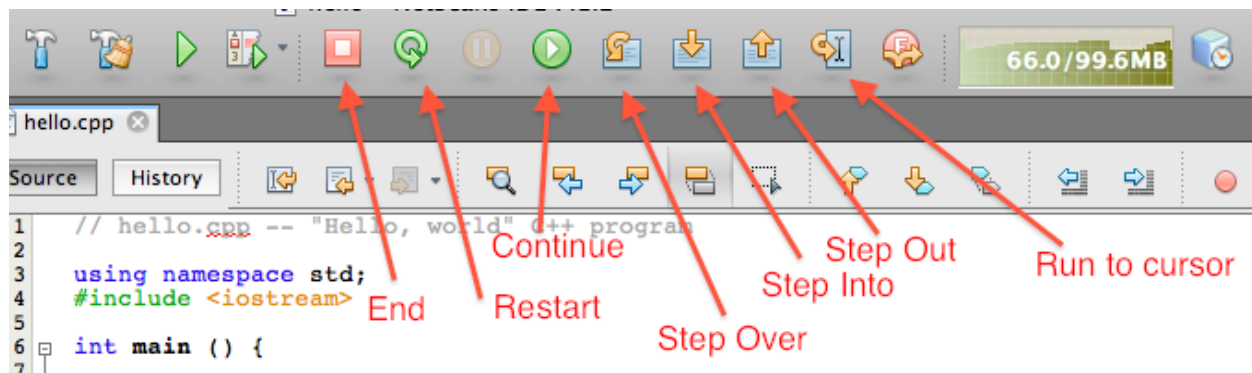 66.0/99.6MB
hello.cpp
Source History
1 // hello.cpp -- "Hello, world" C++ program
2
3 using namespace std;
4 #include <iostream>
5
6 int main () {
7
Continue
Step Out
Run to cursor
Step Into
End
Restart
Step Over